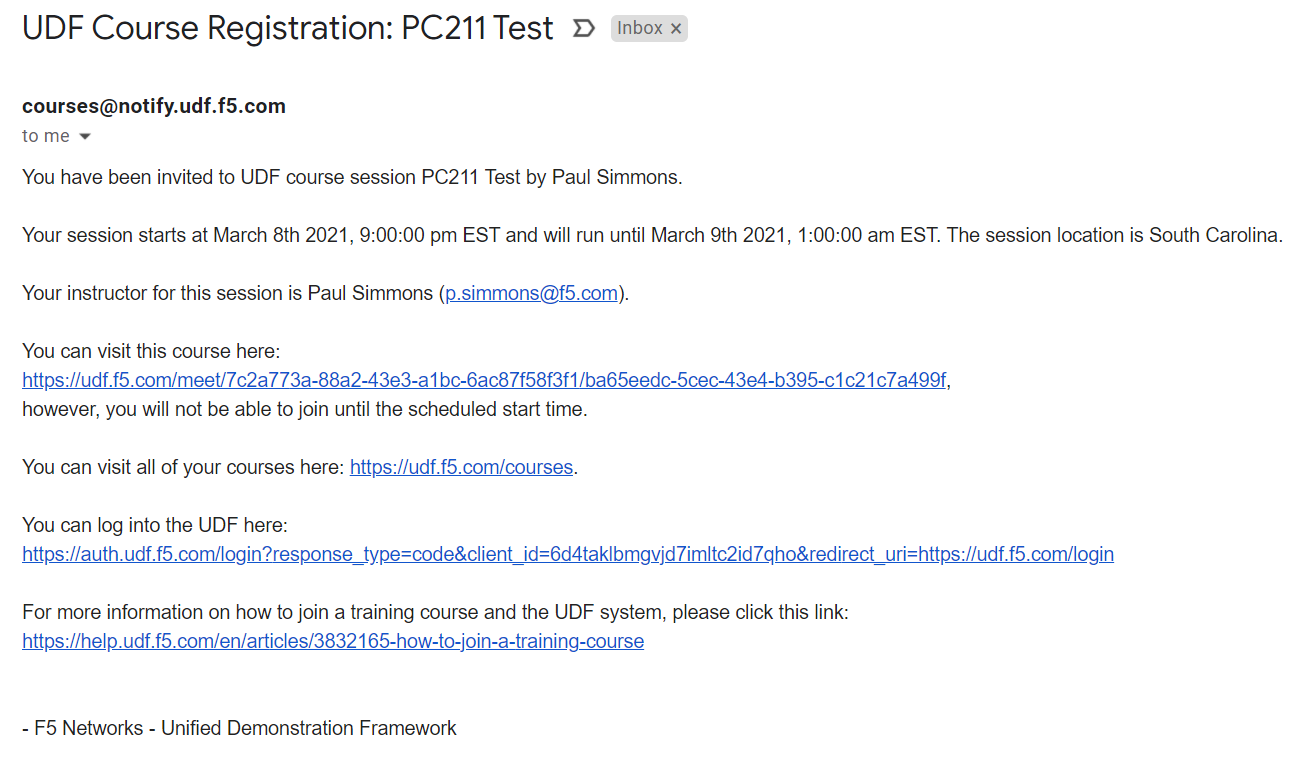 UDF Course Registration: PC211 Test Inbox ×
courses@notify.udf.f5.com
to me
You have been invited to UDF course session PC211 Test by Paul Simmons.
Your session starts at March 8th 2021, 9:00:00 pm EST and will run until March 9th 2021, 1:00:00 am EST. The session location is South Carolina.
Your instructor for this session is Paul Simmons (p.simmons@f5.com).
You can visit this course here:
https://udf.f5.com/meet/7c2a773a-88a2-43e3-a1bc-6ac87f58f3f1/ba65eedc-5cec-43e4-b395-c1c21c7a499f,
however, you will not be able to join until the scheduled start time.
You can visit all of your courses here: https://udf.f5.com/courses.
You can log into the UDF here:
https://auth.udf.f5.com/login?response_type=code&client_id=6d4taklbmgvjd7imltc2id7qho&redirect_uri=https://udf.f5.com/login
For more information on how to join a training course and the UDF system, please click this link:
https://help.udf.f5.com/en/articles/3832165-how-to-join-a-training-course
- F5 Networks - Unified Demonstration Framework